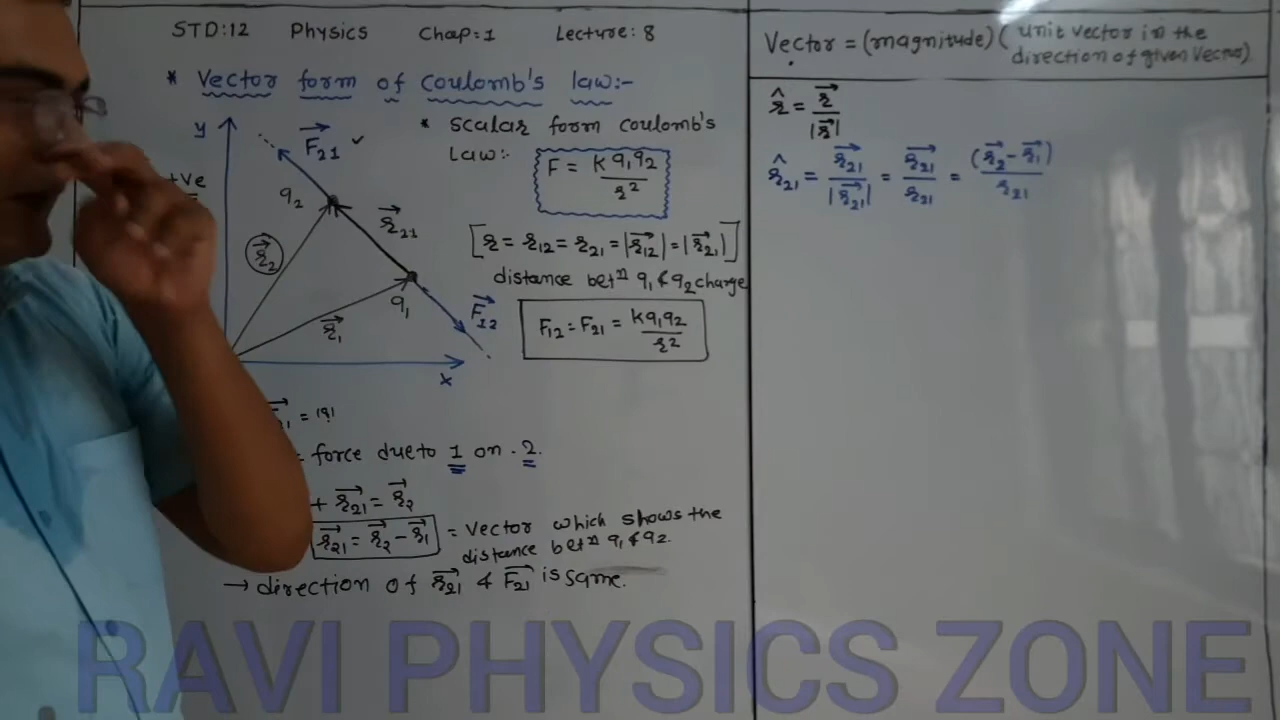 STD:12 Physics Chap:1 Lecture: 8
* Vector form of coulomb's law:-
y
F⃗21 ✓
+ve
q2
r⃗21
r⃗2
q1
r⃗1
F⃗12
x
* scalar form coulomb's
law:-
F = Kq1q2/r²
[r = r12 = r21 = |r⃗12| = |r⃗21|]
distance betⁿ q1 & q2 charge
F12 = F21 = Kq1q2/r²
force due to 1 on . 2.
+ r⃗21 = r⃗2
r⃗21 = r⃗2 - r⃗1 = vector which shows the
distance betⁿ q1 & q2.
→ direction of r⃗21 & F⃗21 is same.
Vector = (magnitude) (unit vector in the
direction of given vector).
r̂ = r⃗/|r⃗|
r̂21 = r⃗21/|r⃗21| = r⃗21/r21 = (r⃗2 - r⃗1)/r21
RAVI PHYSICS ZONE